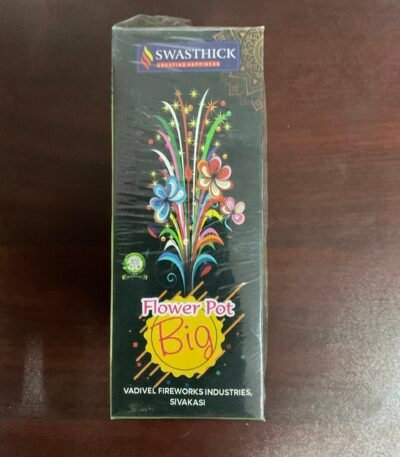 SWASTHICK
CREATING HAPPINESS
Flower Pot
Big
VADIVEL FIREWORKS INDUSTRIES,
SIVAKASI